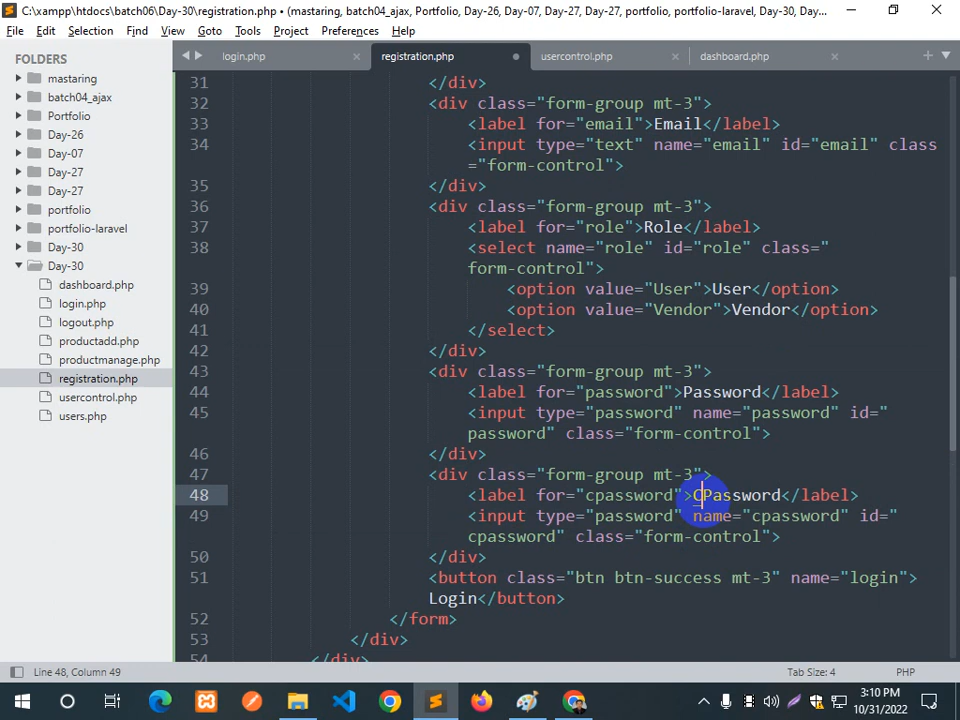 C:\xampp\htdocs\batch06\Day-30\registration.php • (mastaring, batch04_ajax, Portfolio, Day-26, Day-07, Day-27, Day-27, portfolio, portfolio-laravel, Day-30, Day...
File Edit Selection Find View Goto Tools Project Preferences Help
FOLDERS
mastaring
batch04_ajax
Portfolio
Day-26
Day-07
Day-27
Day-27
portfolio
portfolio-laravel
Day-30
Day-30
dashboard.php
login.php
logout.php
productadd.php
productmanage.php
registration.php
usercontrol.php
users.php
login.php registration.php usercontrol.php dashboard.php
31 </div>
32 <div class="form-group mt-3">
33 <label for="email">Email</label>
34 <input type="text" name="email" id="email" class
="form-control">
35 </div>
36 <div class="form-group mt-3">
37 <label for="role">Role</label>
38 <select name="role" id="role" class="
form-control">
39 <option value="User">User</option>
40 <option value="Vendor">Vendor</option>
41 </select>
42 </div>
43 <div class="form-group mt-3">
44 <label for="password">Password</label>
45 <input type="password" name="password" id="
password" class="form-control">
46 </div>
47 <div class="form-group mt-3">
48 <label for="cpassword">CPassword</label>
49 <input type="password" name="cpassword" id="
cpassword" class="form-control">
50 </div>
51 <button class="btn btn-success mt-3" name="login">
Login</button>
52 </form>
53 </div>
54 </div>
Line 48, Column 49 Tab Size: 4 PHP
3:10 PM
10/31/2022